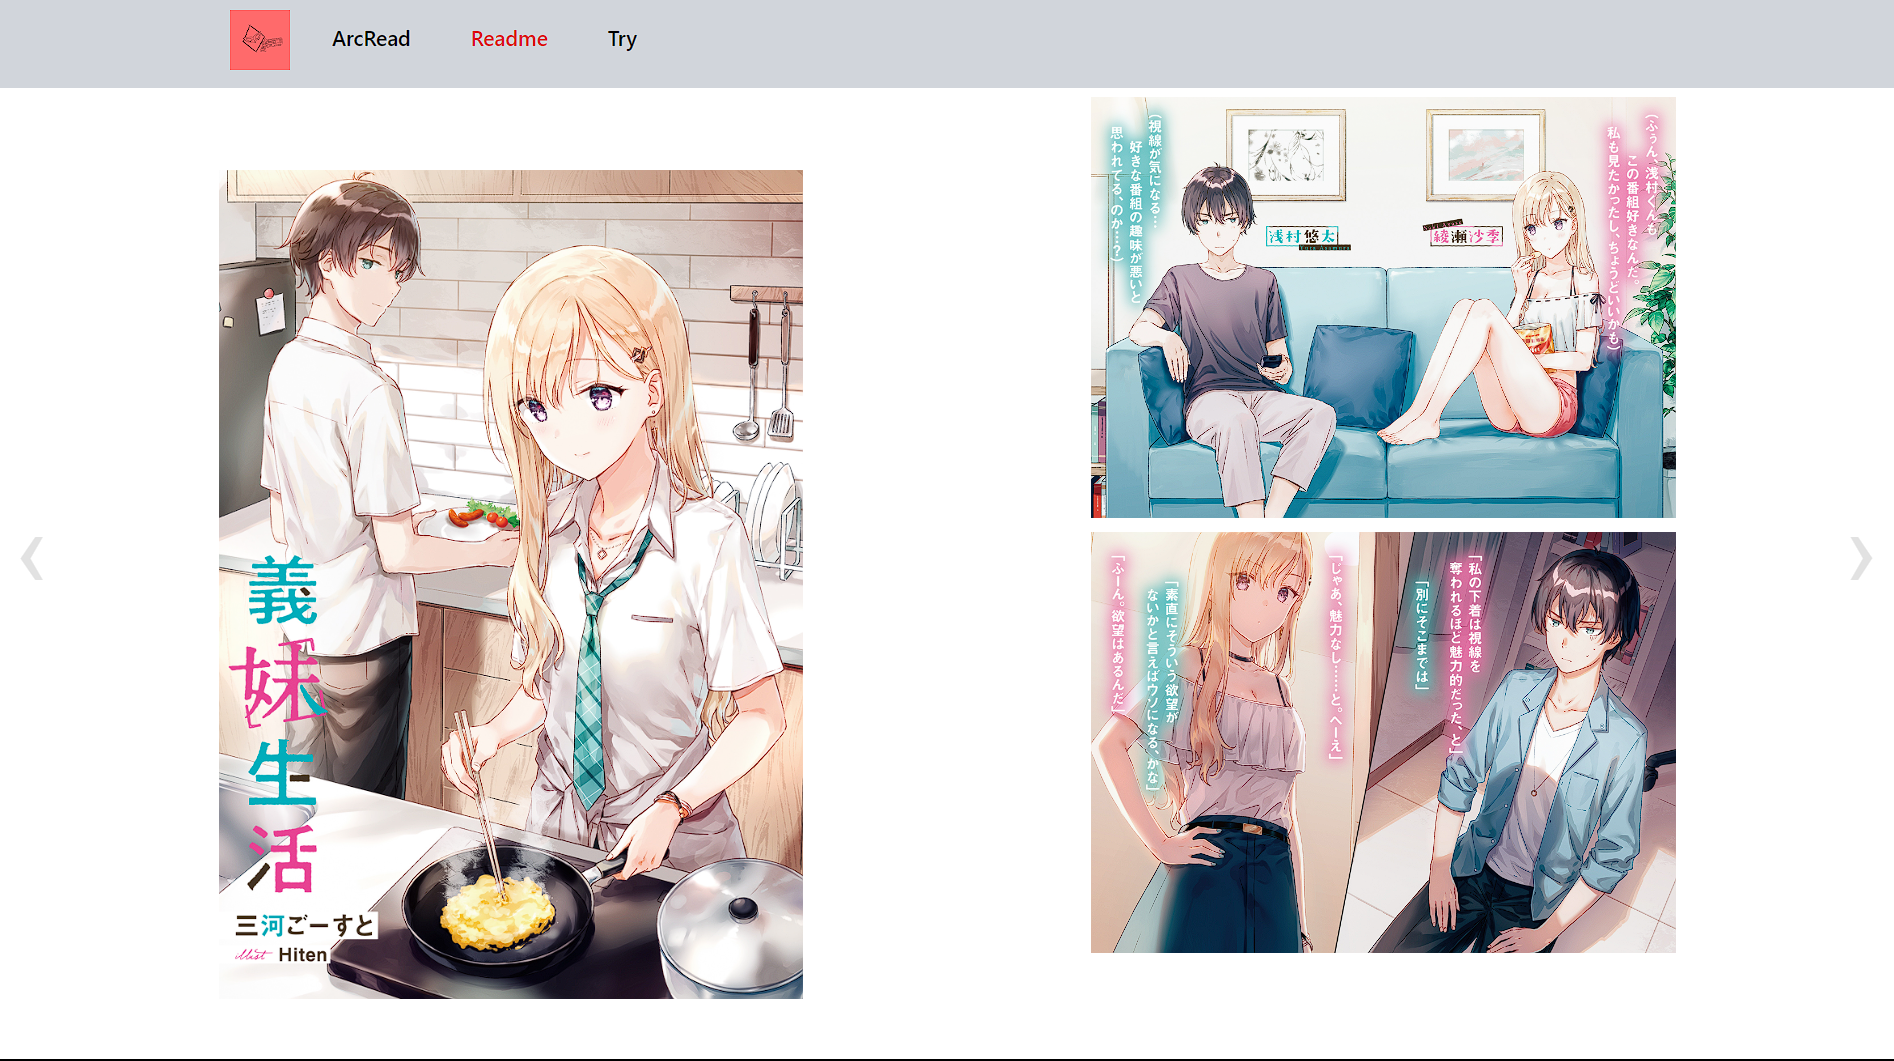 ArcRead
Readme
Try
義妹生活
三河ごーすと
illust Hiten
(視線が気になる…
好きな番組の趣味が悪いと
思われてる、のか…?)
浅村悠太
Yuta Asamura
綾瀬沙季
(ふぅん、浅村くんも
この番組好きなんだ。
私も見たかったし、ちょうどいいかも)
「私の下着は視線を
奪われるほど魅力的だった、と」
「別にそこまでは」
「じゃあ、魅力なし……と。へーえ」
「素直にそういう欲望が
ないかと言えばウソになる、かな」
「ふーん。欲望はあるんだ」